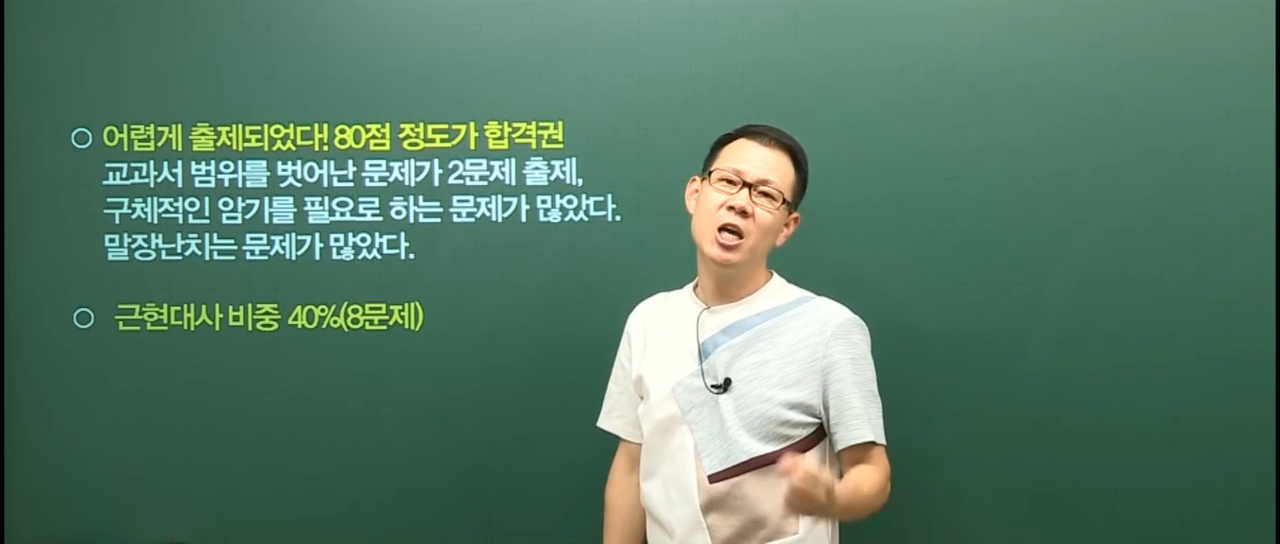 ○ 어렵게 출제되었다! 80점 정도가 합격권
교과서 범위를 벗어난 문제가 2문제 출제,
구체적인 암기를 필요로 하는 문제가 많았다.
말장난치는 문제가 많았다.
○ 근현대사 비중 40%(8문제)